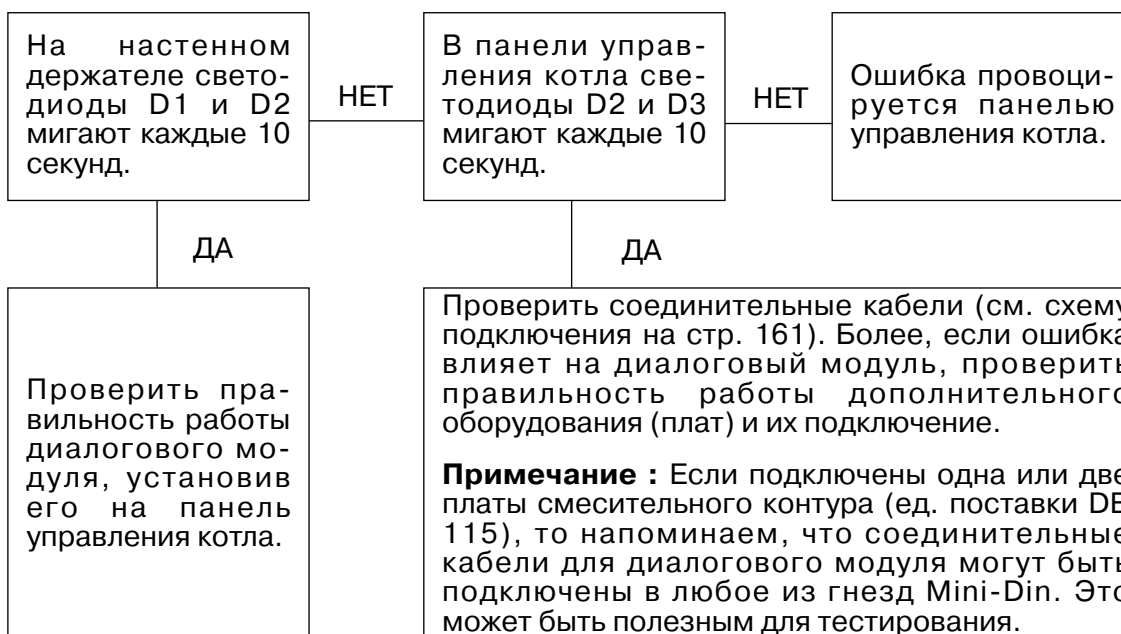 На настенном
держателе свето-
диоды D1 и D2
мигают каждые 10
секунд.
НЕТ
В панели управ-
ления котла све-
тодиоды D2 и D3
мигают каждые 10
секунд.
НЕТ
Ошибка провоци-
руется панелью
управления котла.
ДА
ДА
Проверить пра-
вильность работы
диалогового мо-
дуля, установив
его на панель
управления котла.
Проверить соединительные кабели (см. схему
подключения на стр. 161). Более, если ошибка
влияет на диалоговый модуль, проверить
правильность работы дополнительного
оборудования (плат) и их подключение.
Примечание : Если подключены одна или две
платы смесительного контура (ед. поставки DB
115), то напоминаем, что соединительные
кабели для диалогового модуля могут быть
подключены в любое из гнезд Mini-Din. Это
может быть полезным для тестирования.